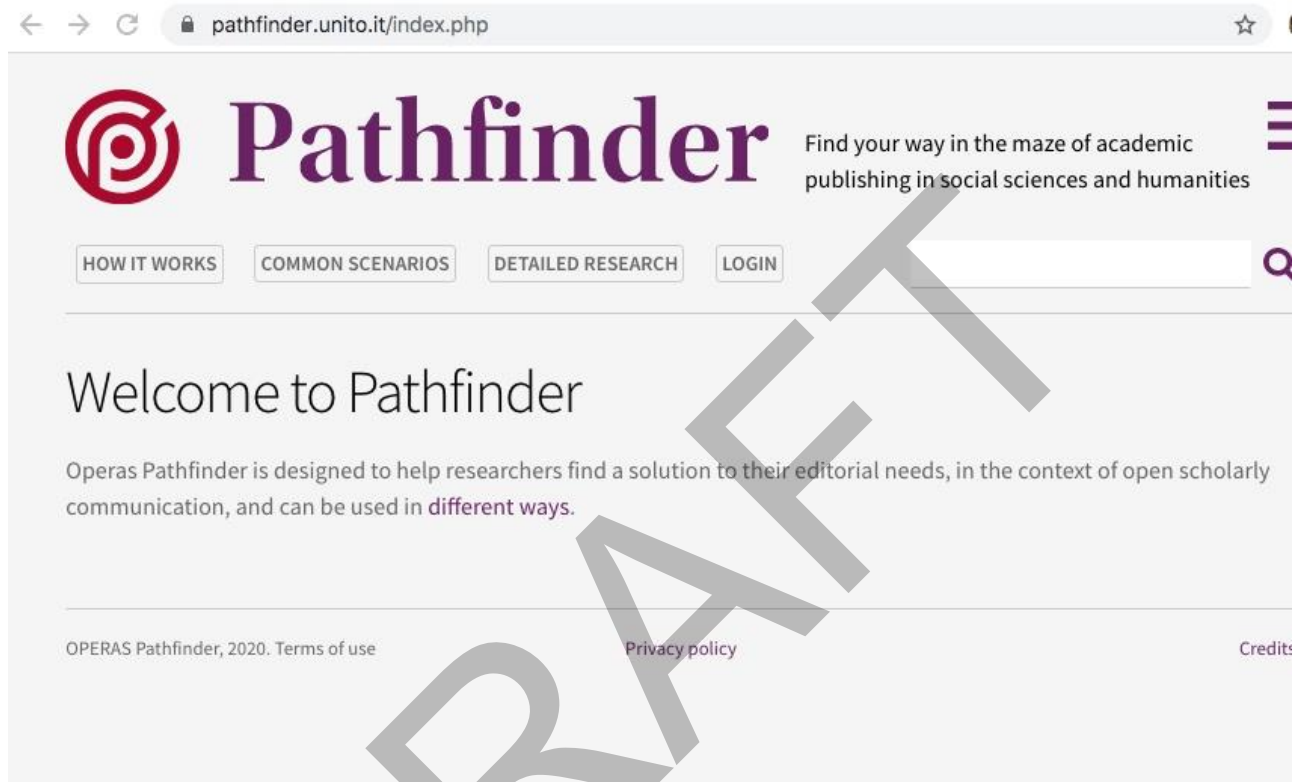 pathfinder.unito.it/index.php
Pathfinder
Find your way in the maze of academic
publishing in social sciences and humanities
HOW IT WORKS COMMON SCENARIOS DETAILED RESEARCH LOGIN
Welcome to Pathfinder
Operas Pathfinder is designed to help researchers find a solution to their editorial needs, in the context of open scholarly
communication, and can be used in different ways.
OPERAS Pathfinder, 2020. Terms of use Privacy policy Credits
RAFT